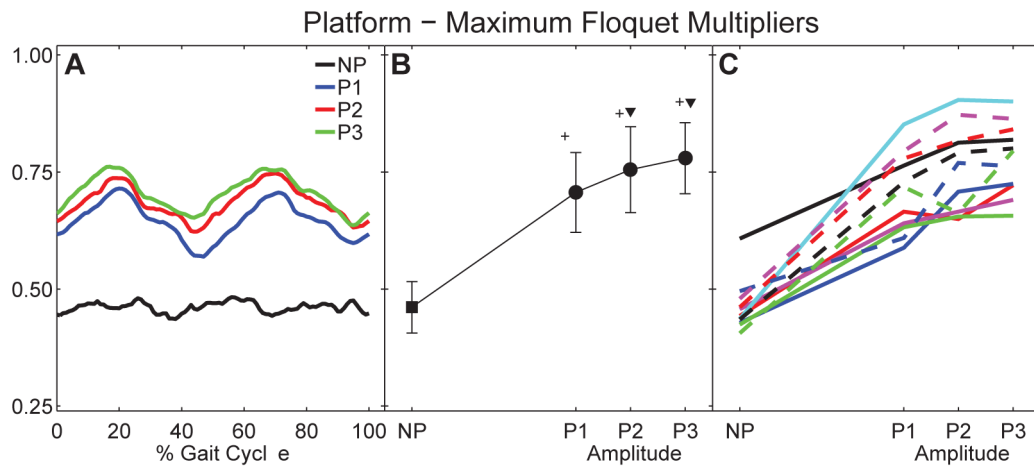 Platform − Maximum Floquet Multipliers
A
B
C
NP
P1
P2
P3
1.00
0.75
0.50
0.25
+
+▼
+▼
0 20 40 60 80 100
% Gait Cycl e
NP P1 P2 P3
Amplitude
NP P1 P2 P3
Amplitude